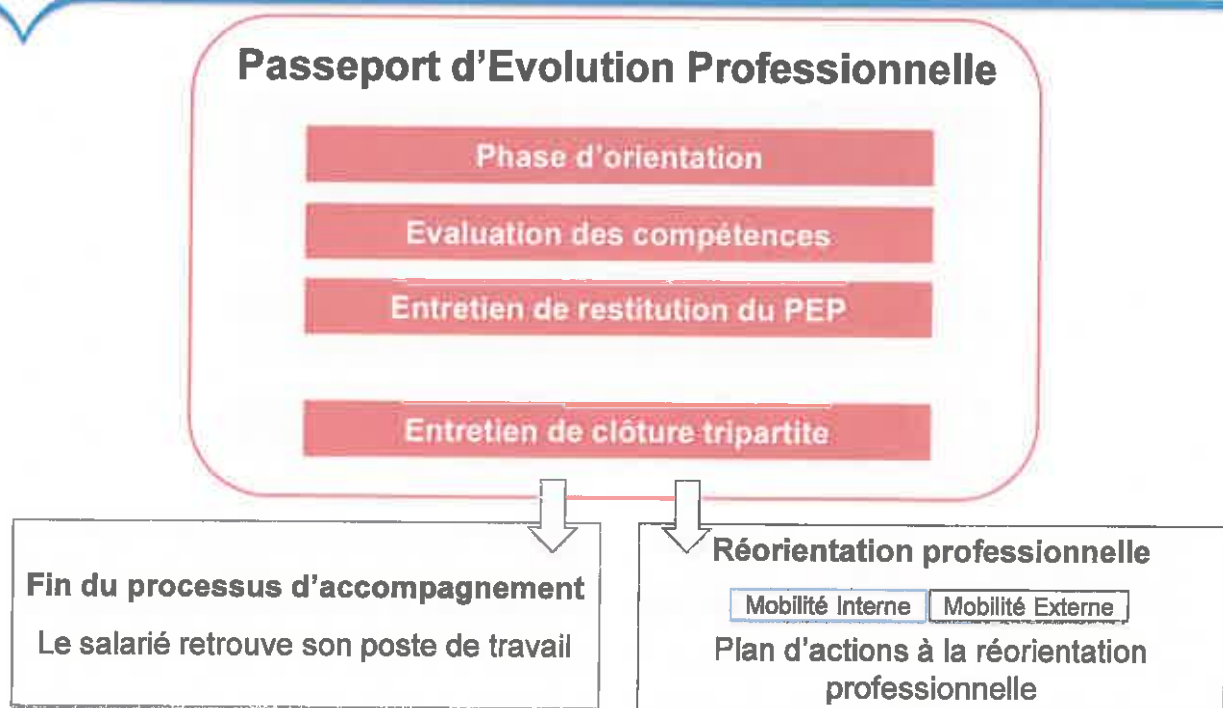 Passeport d'Evolution Professionnelle
Phase d'orientation
Evaluation des compétences
Entretien de restitution du PEP
Entretien de clôture tripartite
Fin du processus d'accompagnement
Le salarié retrouve son poste de travail
Réorientation professionnelle
Mobilité Interne Mobilité Externe
Plan d'actions à la réorientation
professionnelle